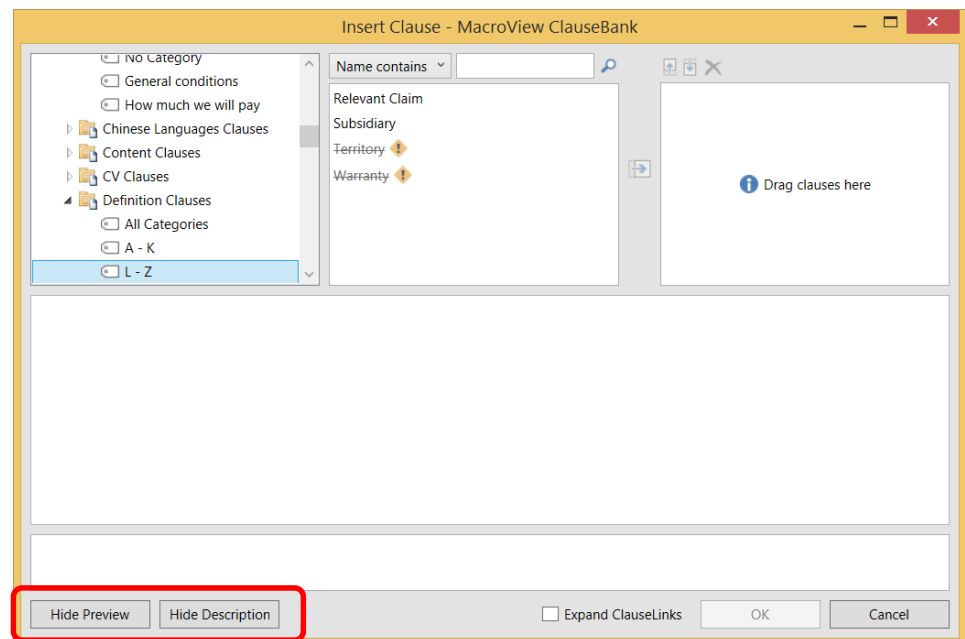 Insert Clause - MacroView ClauseBank
No Category
General conditions
How much we will pay
Chinese Languages Clauses
Content Clauses
CV Clauses
Definition Clauses
All Categories
A - K
L - Z
Name contains
Relevant Claim
Subsidiary
Territory
Warranty
Drag clauses here
Hide Preview
Hide Description
Expand ClauseLinks
OK
Cancel